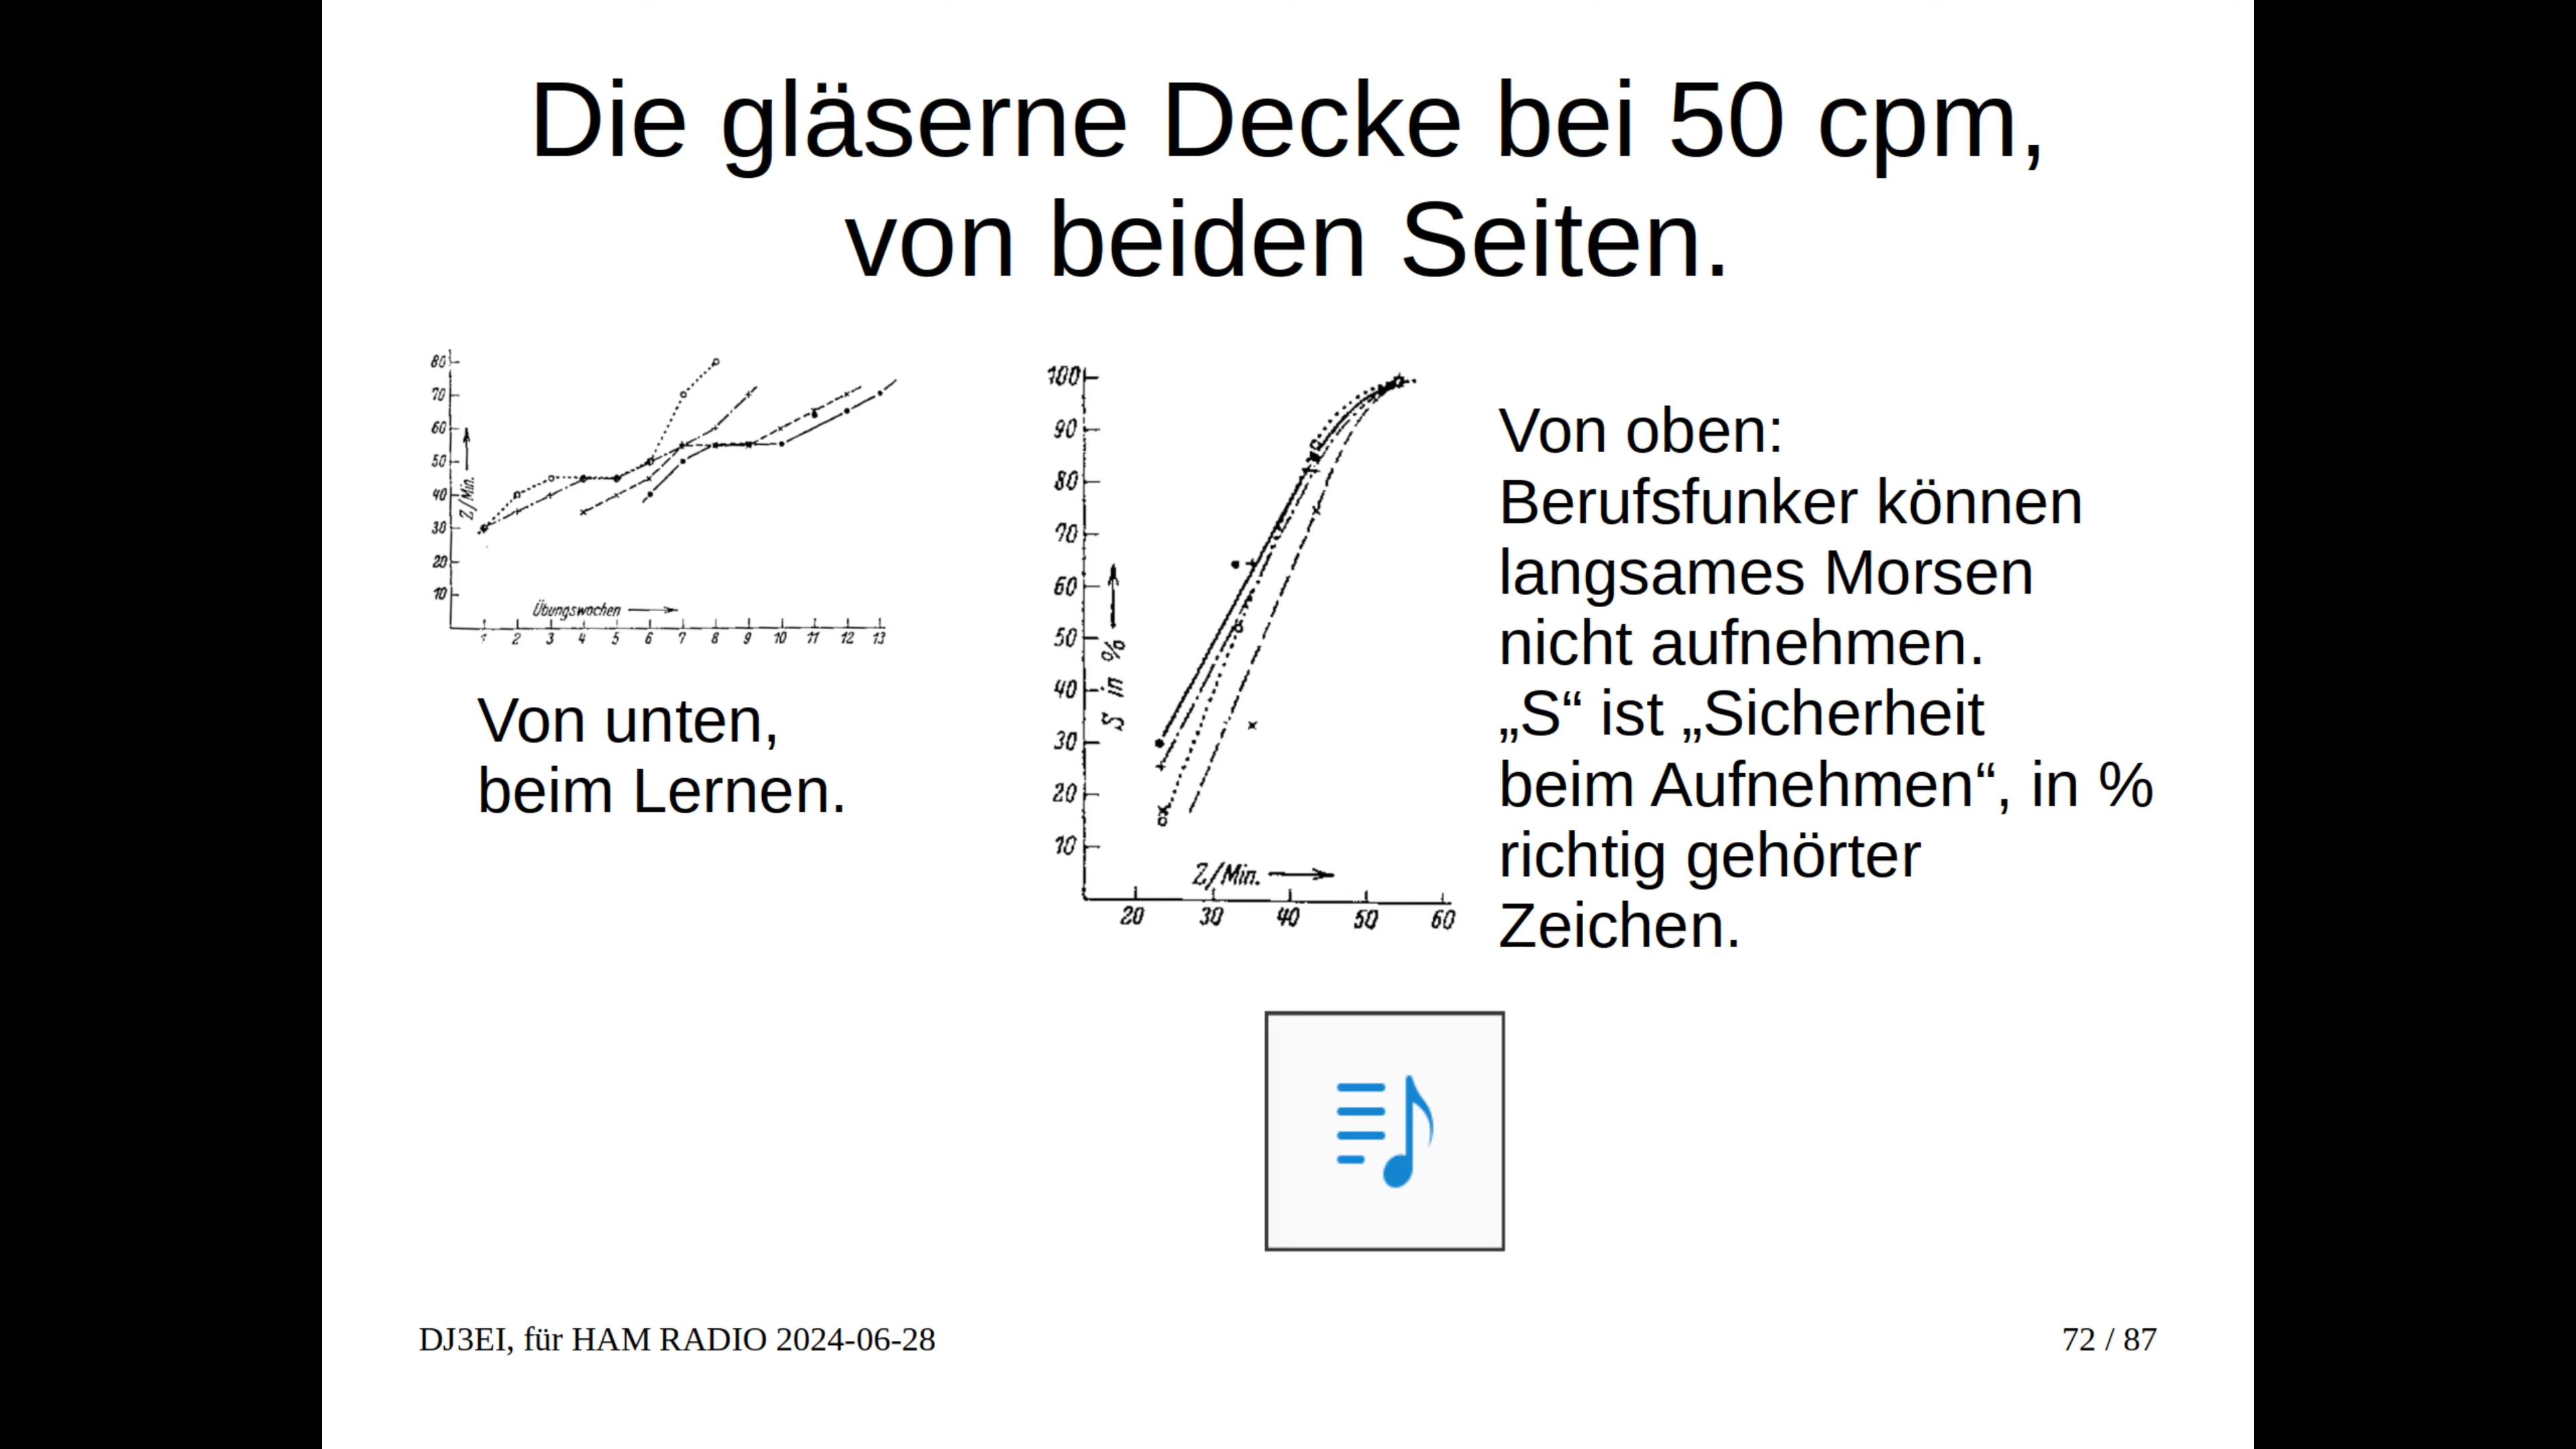 Die gläserne Decke bei 50 cpm,
von beiden Seiten.
80
70
60
50
40
30
20
10
Z/Min.
Übungswochen
1 2 3 4 5 6 7 8 9 10 11 12 13
Von unten,
beim Lernen.
100
90
80
70
60
50
40
30
20
10
S in %
Z/Min.
20 30 40 50 60
Von oben:
Berufsfunker können
langsames Morsen
nicht aufnehmen.
„S“ ist „Sicherheit
beim Aufnehmen“, in %
richtig gehörter
Zeichen.
DJ3EI, für HAM RADIO 2024-06-28
72 / 87